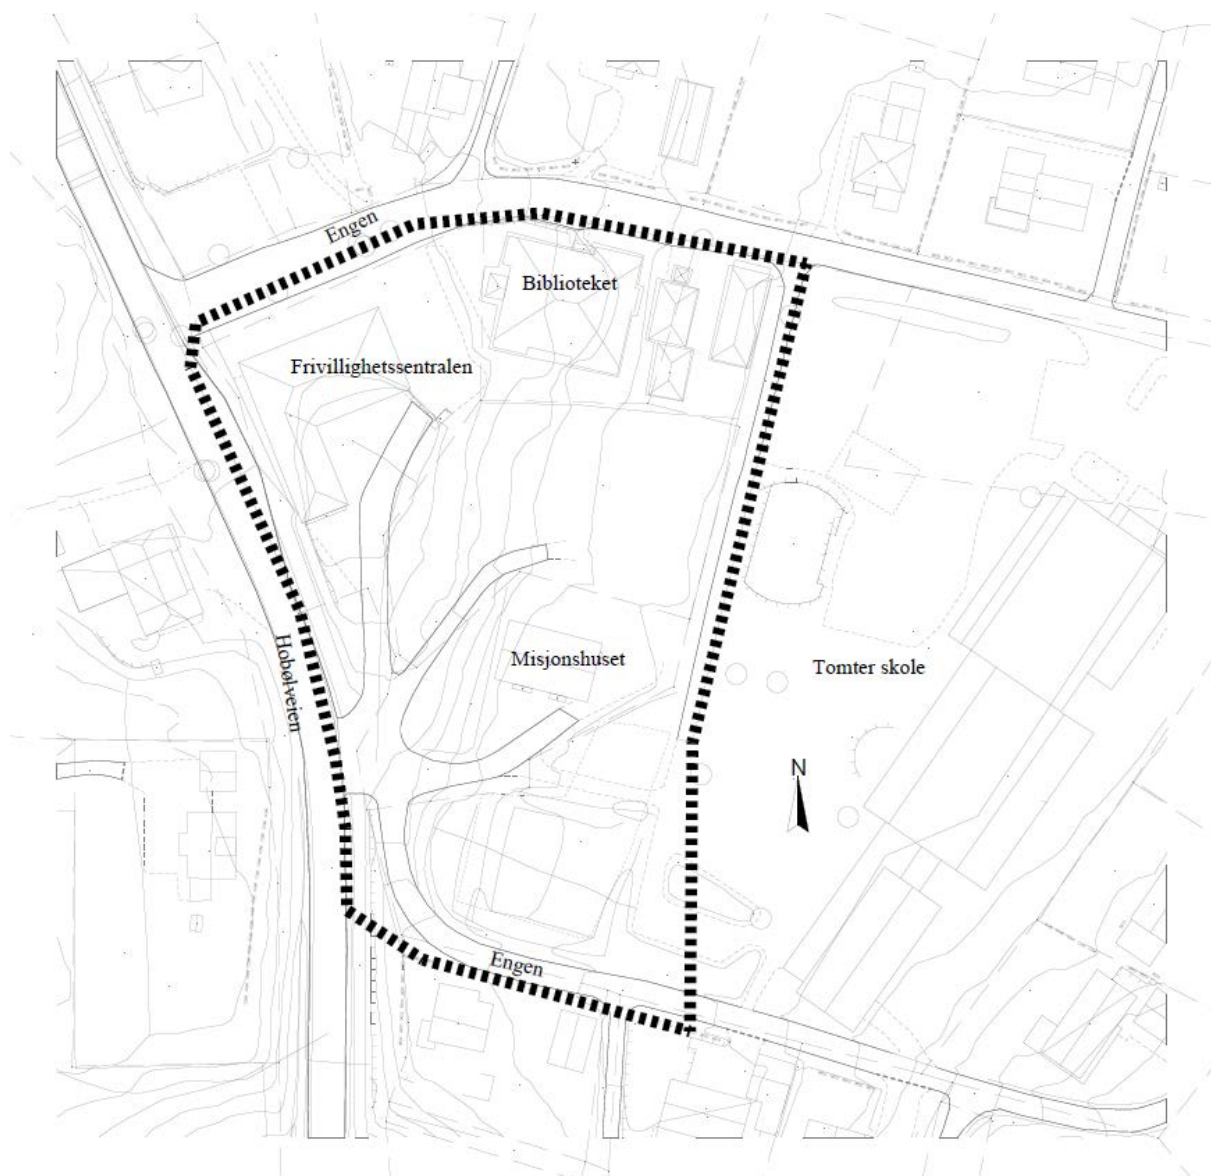 Engen
Biblioteket
Frivillighetssentralen
Hobølveien
Misjonshuset
Tomter skole
N
Engen